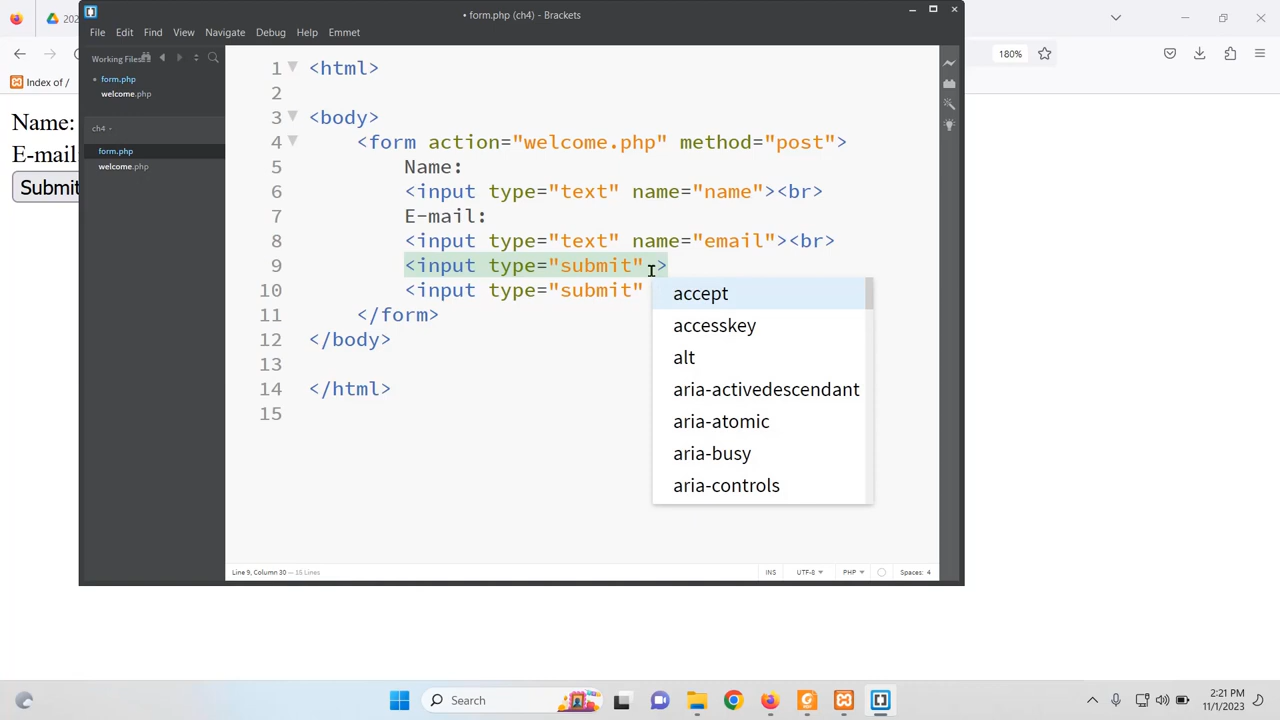 • form.php (ch4) - Brackets
202
File Edit Find View Navigate Debug Help Emmet
180%
Index of /
Working Files
form.php
welcome.php
ch4
form.php
welcome.php
Name:
E-mail
Submit
1 <html>
2
3 <body>
4 <form action="welcome.php" method="post">
5 Name:
6 <input type="text" name="name"><br>
7 E-mail:
8 <input type="text" name="email"><br>
9 <input type="submit" >
10 <input type="submit"
11 </form>
12 </body>
13
14 </html>
15
accept
accesskey
alt
aria-activedescendant
aria-atomic
aria-busy
aria-controls
Line 9, Column 30 — 15 Lines
INS UTF-8 PHP Spaces: 4
Search
2:21 PM
11/1/2023